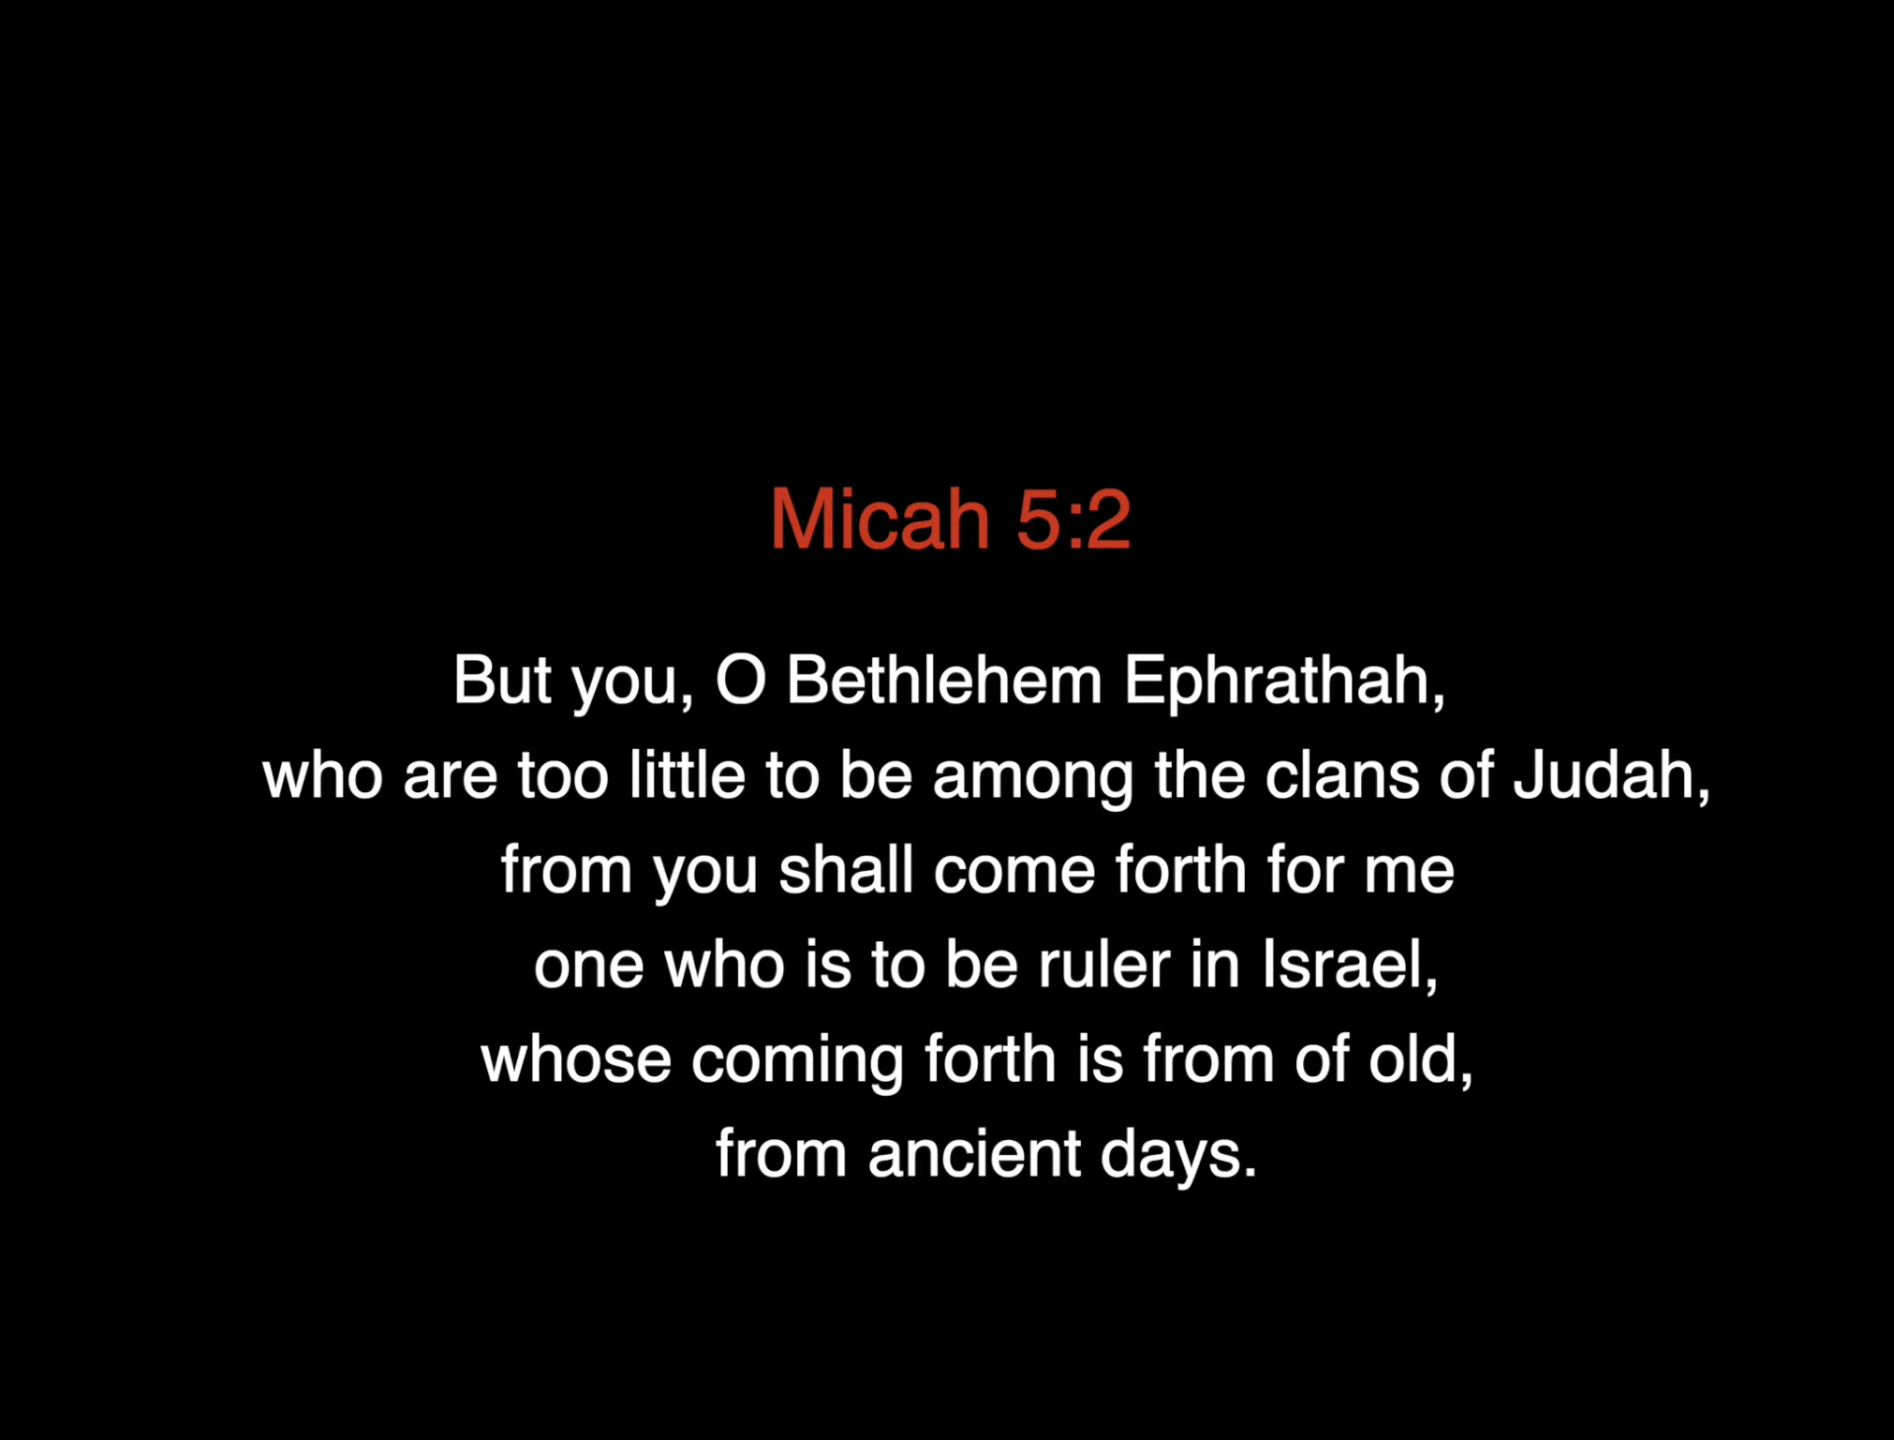 Micah 5:2
But you, O Bethlehem Ephrathah,
who are too little to be among the clans of Judah,
from you shall come forth for me
one who is to be ruler in Israel,
whose coming forth is from of old,
from ancient days.